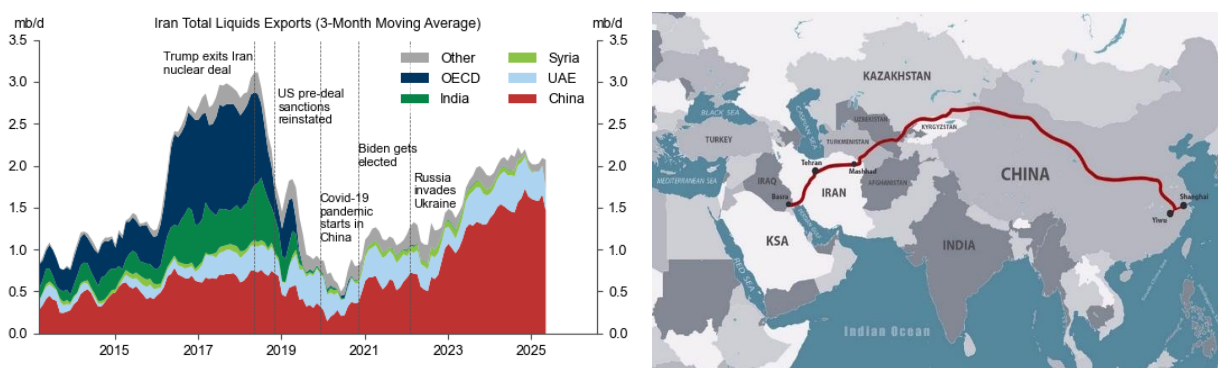 mb/d
Iran Total Liquids Exports (3-Month Moving Average)
mb/d
3.5
3.0
2.5
2.0
1.5
1.0
0.5
0.0
3.5
3.0
2.5
2.0
1.5
1.0
0.5
0.0
2015
2017
2019
2021
2023
2025
Trump exits Iran
nuclear deal
US pre-deal
sanctions
reinstated
Covid-19
pandemic
starts in
China
Biden gets
elected
Russia
invades
Ukraine
Other
OECD
India
Syria
UAE
China
KAZAKHSTAN
BLACK SEA
CASPIAN SEA
UZBEKISTAN
KYRGYZSTAN
TURKEY
TURKMENISTAN
Tehran
Mashhad
MEDITERRANEAN SEA
IRAQ
IRAN
AFGHANISTAN
CHINA
Basra
Shanghai
Yiwu
KSA
INDIA
RED SEA
Indian Ocean